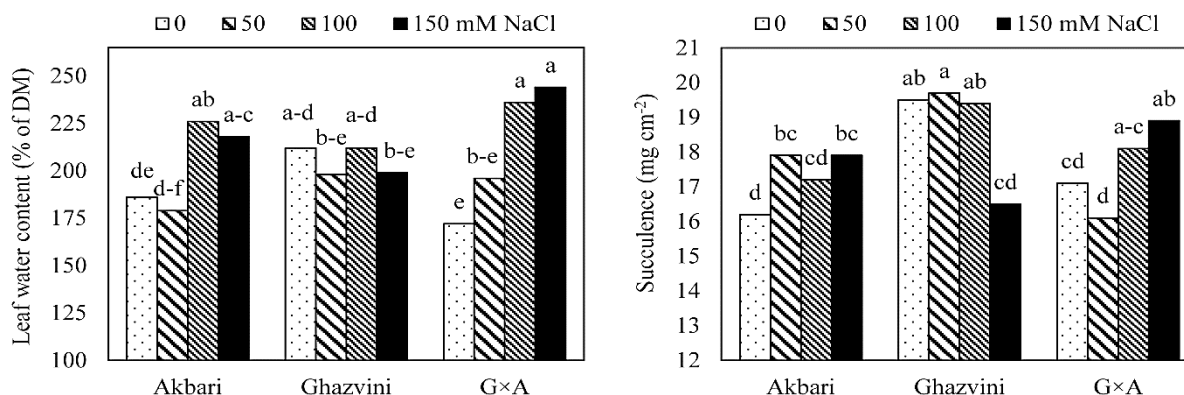 0 50 100 150 mM NaCl
Leaf water content (% of DM)
250
225
200
175
150
125
100
de
d-f
ab
a-c
a-d
b-e
a-d
b-e
e
b-e
a
a
Akbari Ghazvini G×A
0 50 100 150 mM NaCl
Succulence (mg cm-2)
21
20
19
18
17
16
15
14
13
12
d
bc
cd
bc
ab
a
ab
cd
cd
d
a-c
ab
Akbari Ghazvini G×A